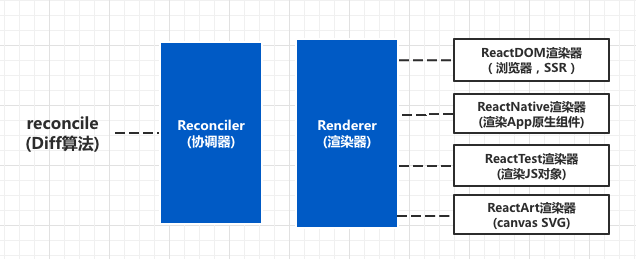 reconcile
(Diff算法)
Reconciler
(协调器)
Renderer
(渲染器)
ReactDOM渲染器
（浏览器，SSR）
ReactNative渲染器
(渲染App原生组件)
ReactTest渲染器
(渲染JS对象)
ReactArt渲染器
(canvas SVG)